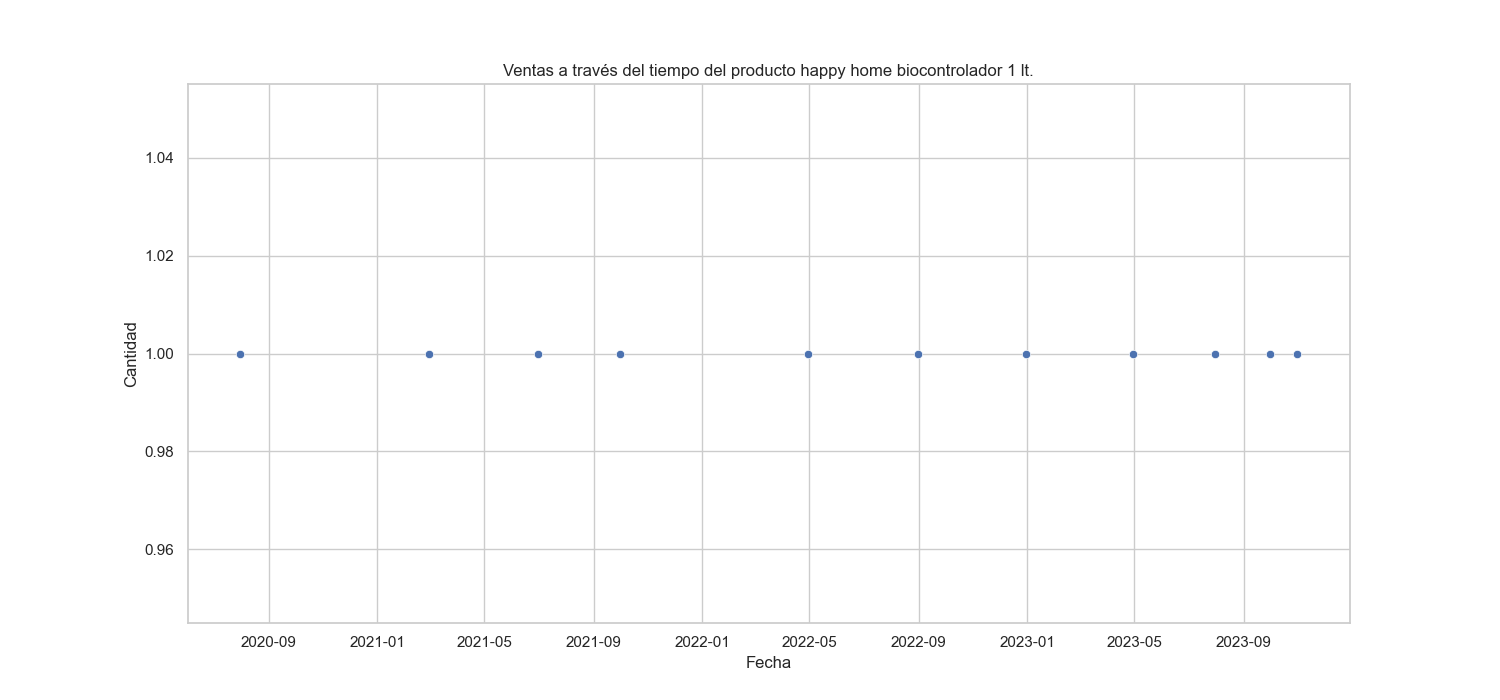 Ventas a través del tiempo del producto happy home biocontrolador 1 lt.
1.04
1.02
1.00
0.98
0.96
Cantidad
2020-09 2021-01 2021-05 2021-09 2022-01 2022-05 2022-09 2023-01 2023-05 2023-09
Fecha